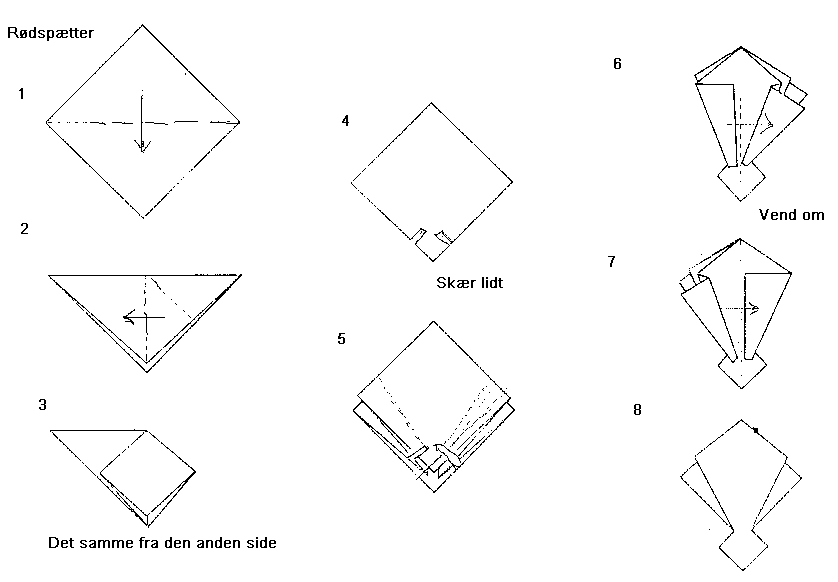 Rødspætter
1
2
3
Det samme fra den anden side
4
Skær lidt
5
6
Vend om
7
8